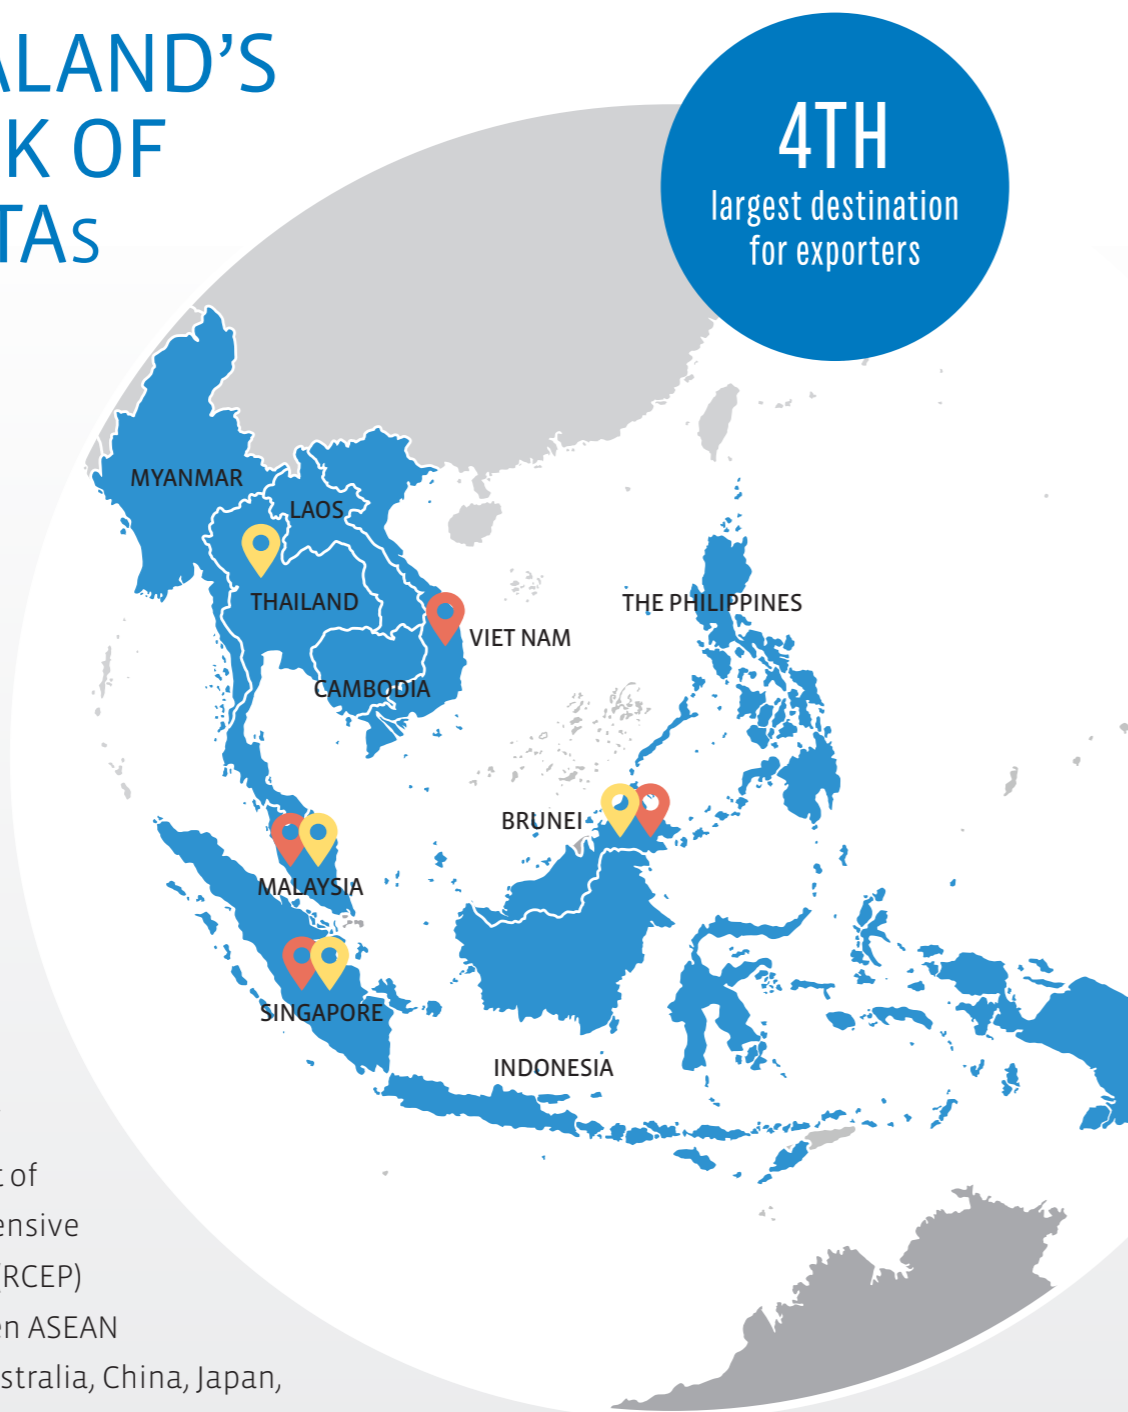 ALAND'S
K OF
TAs
4TH
largest destination
for exporters
MYANMAR
LAOS
THAILAND
THE PHILIPPINES
VIET NAM
CAMBODIA
BRUNEI
MALAYSIA
SINGAPORE
INDONESIA
t of
ensive
(RCEP)
en ASEAN
stralia, China, Japan,